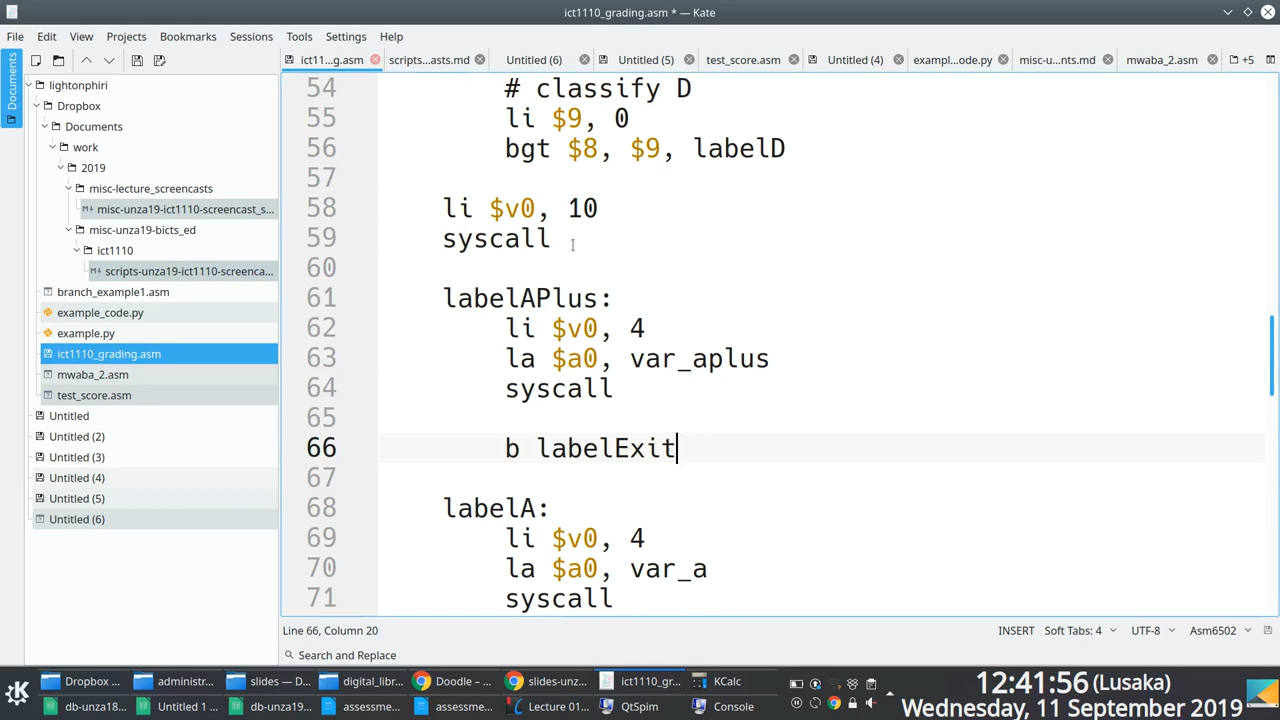 ict1110_grading.asm * — Kate
File Edit View Projects Bookmarks Sessions Tools Settings Help
Documents
ict11...g.asm scripts...asts.md Untitled (6) Untitled (5) test_score.asm Untitled (4) exampl...ode.py misc-u...nts.md mwaba_2.asm +5
lightonphiri
Dropbox
Documents
work
2019
misc-lecture_screencasts
misc-unza19-ict1110-screencast_s...
misc-unza19-bicts_ed
ict1110
scripts-unza19-ict1110-screenca...
branch_example1.asm
example_code.py
example.py
ict1110_grading.asm
mwaba_2.asm
test_score.asm
Untitled
Untitled (2)
Untitled (3)
Untitled (4)
Untitled (5)
Untitled (6)
54 # classify D
55 li $9, 0
56 bgt $8, $9, labelD
57
58 li $v0, 10
59 syscall
60
61 labelAPlus:
62 li $v0, 4
63 la $a0, var_aplus
64 syscall
65
66 b labelExit
67
68 labelA:
69 li $v0, 4
70 la $a0, var_a
71 syscall
Line 66, Column 20 INSERT Soft Tabs: 4 UTF-8 Asm6502
Search and Replace
Dropbox ... administr... slides — D... digital_libr... Doodle – ... slides-unz... ict1110_gr... KCalc
db-unza18... Untitled 1 ... db-unza19... assessme... assessme... Lecture 01... QtSpim Console
12:41:56 (Lusaka)
Wednesday, 11 September 2019